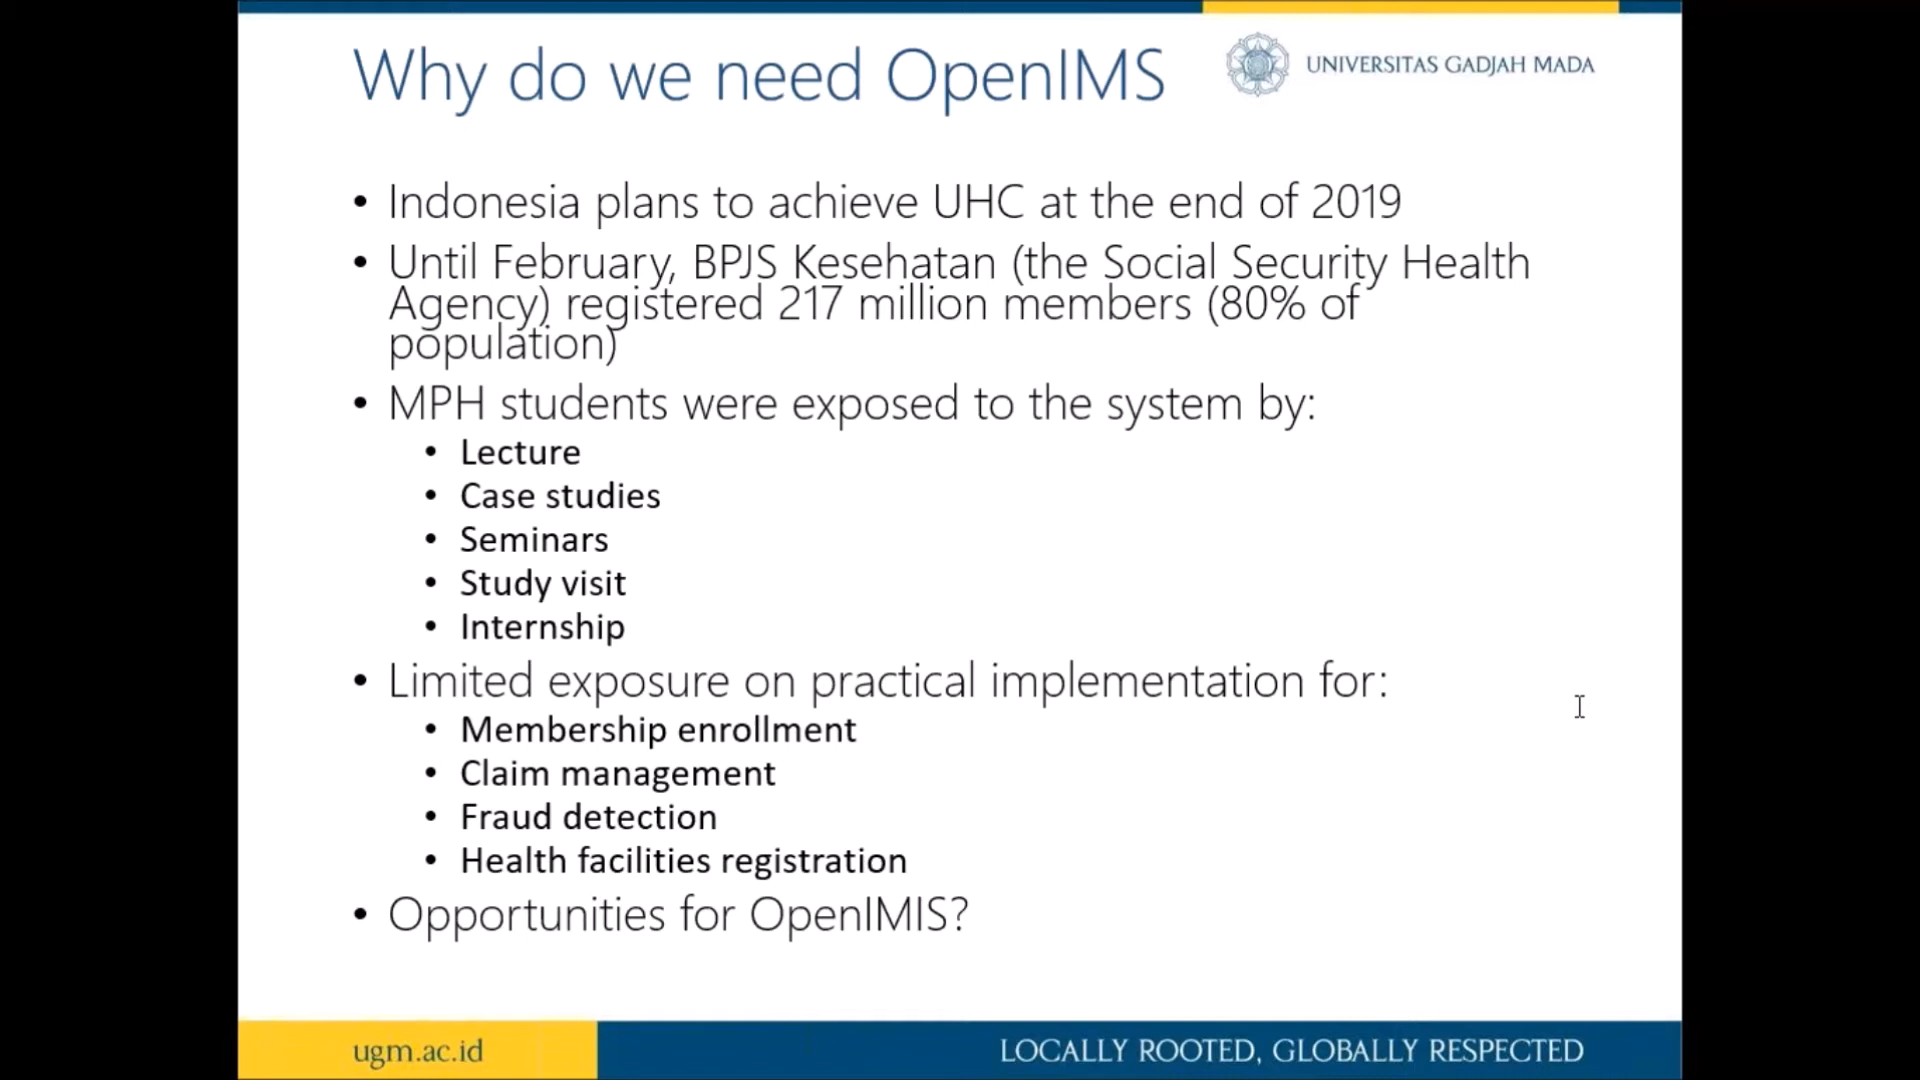 Why do we need OpenIMS
UNIVERSITAS GADJAH MADA
• Indonesia plans to achieve UHC at the end of 2019
• Until February, BPJS Kesehatan (the Social Security Health
Agency) registered 217 million members (80% of
population)
• MPH students were exposed to the system by:
• Lecture
• Case studies
• Seminars
• Study visit
• Internship
• Limited exposure on practical implementation for:
• Membership enrollment
• Claim management
• Fraud detection
• Health facilities registration
• Opportunities for OpenIMIS?
ugm.ac.id
LOCALLY ROOTED, GLOBALLY RESPECTED